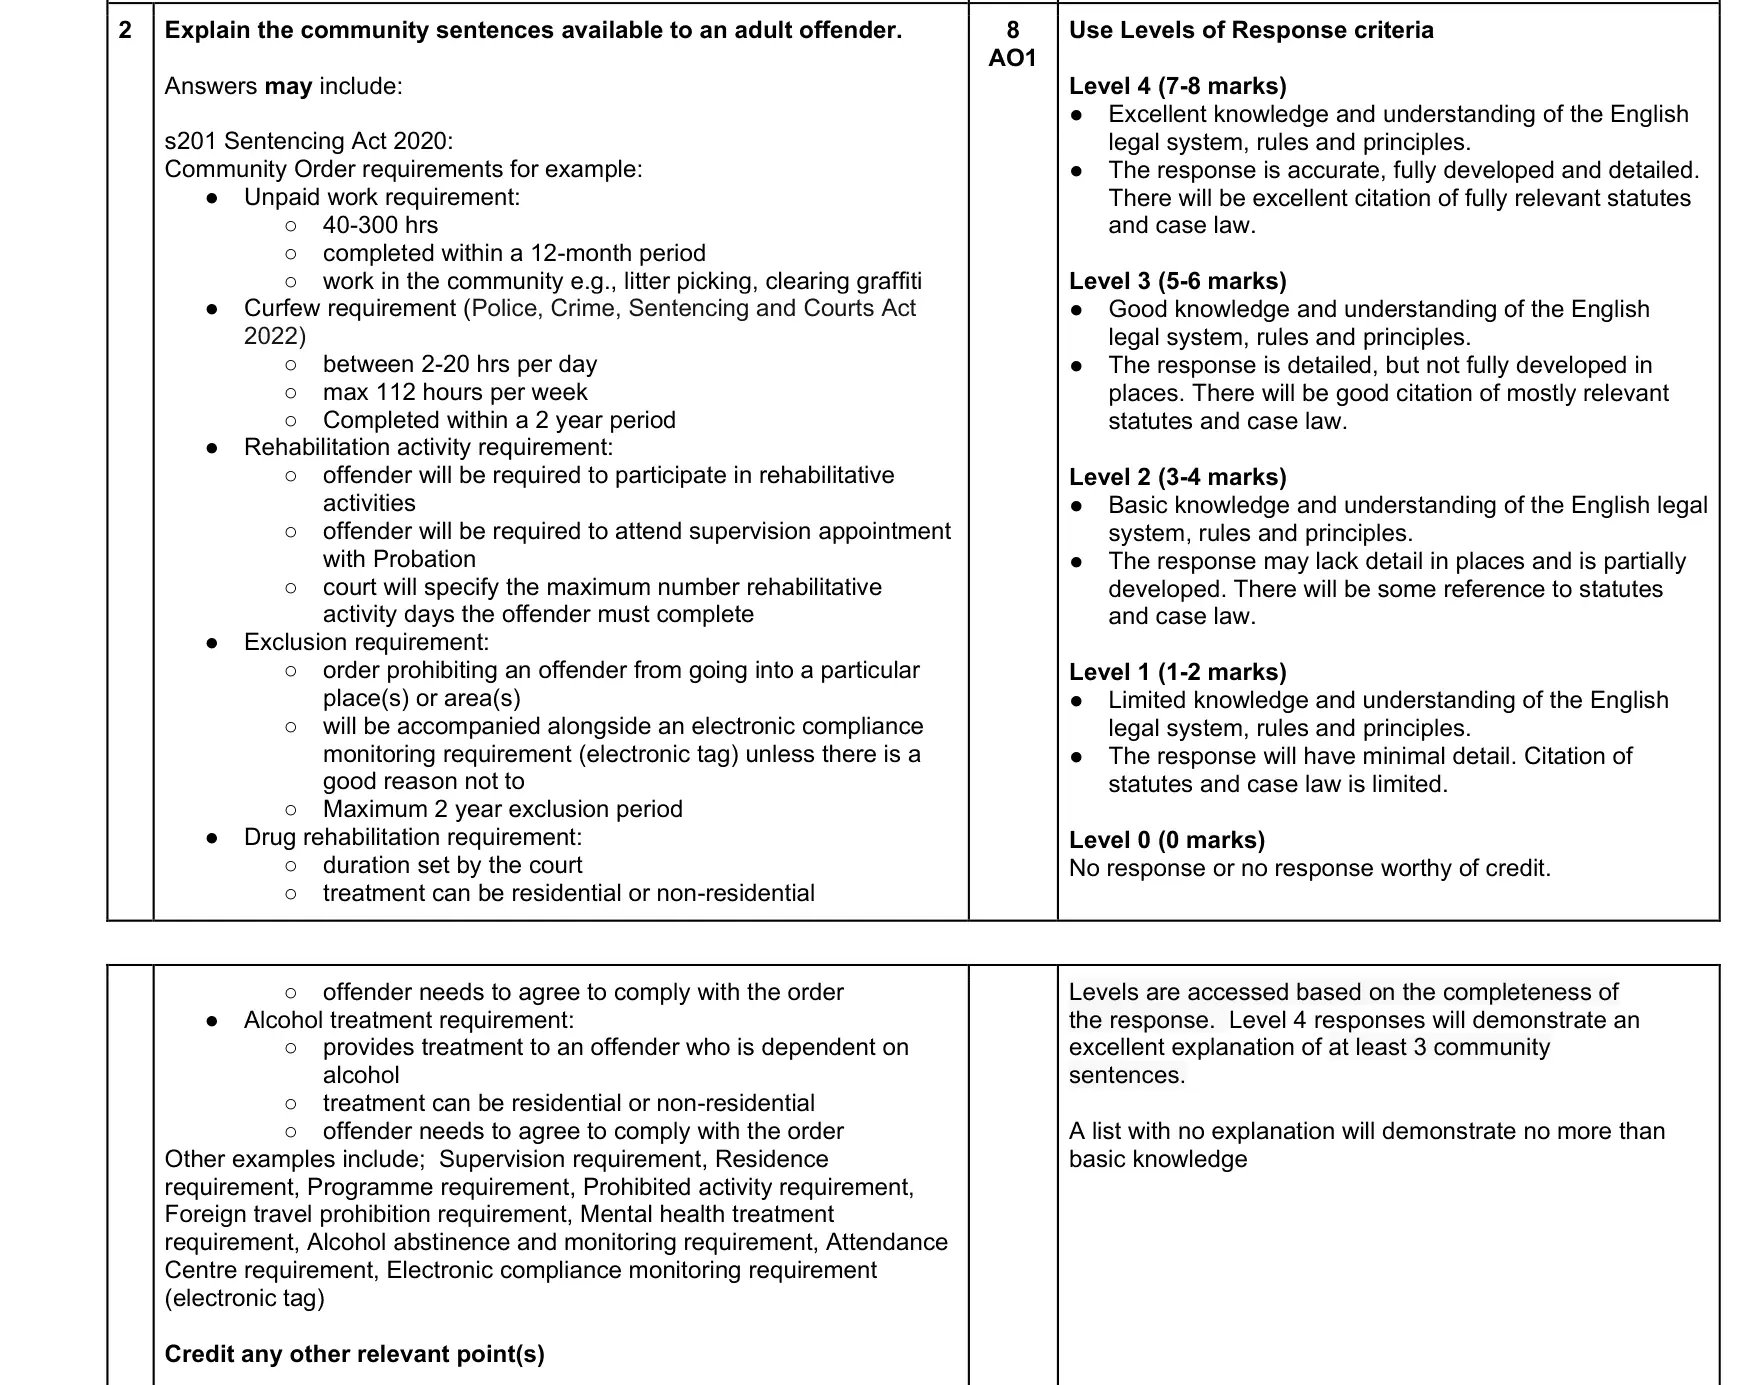 2
Explain the community sentences available to an adult offender.
Answers may include:
s201 Sentencing Act 2020:
Community Order requirements for example:
● Unpaid work requirement:
○ 40-300 hrs
○ completed within a 12-month period
○ work in the community e.g., litter picking, clearing graffiti
● Curfew requirement (Police, Crime, Sentencing and Courts Act
2022)
○ between 2-20 hrs per day
○ max 112 hours per week
○ Completed within a 2 year period
● Rehabilitation activity requirement:
○ offender will be required to participate in rehabilitative
activities
○ offender will be required to attend supervision appointment
with Probation
○ court will specify the maximum number rehabilitative
activity days the offender must complete
● Exclusion requirement:
○ order prohibiting an offender from going into a particular
place(s) or area(s)
○ will be accompanied alongside an electronic compliance
monitoring requirement (electronic tag) unless there is a
good reason not to
○ Maximum 2 year exclusion period
● Drug rehabilitation requirement:
○ duration set by the court
○ treatment can be residential or non-residential
8
AO1
Use Levels of Response criteria
Level 4 (7-8 marks)
● Excellent knowledge and understanding of the English
legal system, rules and principles.
● The response is accurate, fully developed and detailed.
There will be excellent citation of fully relevant statutes
and case law.
Level 3 (5-6 marks)
● Good knowledge and understanding of the English
legal system, rules and principles.
● The response is detailed, but not fully developed in
places. There will be good citation of mostly relevant
statutes and case law.
Level 2 (3-4 marks)
● Basic knowledge and understanding of the English legal
system, rules and principles.
● The response may lack detail in places and is partially
developed. There will be some reference to statutes
and case law.
Level 1 (1-2 marks)
● Limited knowledge and understanding of the English
legal system, rules and principles.
● The response will have minimal detail. Citation of
statutes and case law is limited.
Level 0 (0 marks)
No response or no response worthy of credit.
○ offender needs to agree to comply with the order
● Alcohol treatment requirement:
○ provides treatment to an offender who is dependent on
alcohol
○ treatment can be residential or non-residential
○ offender needs to agree to comply with the order
Other examples include; Supervision requirement, Residence
requirement, Programme requirement, Prohibited activity requirement,
Foreign travel prohibition requirement, Mental health treatment
requirement, Alcohol abstinence and monitoring requirement, Attendance
Centre requirement, Electronic compliance monitoring requirement
(electronic tag)
Credit any other relevant point(s)
Levels are accessed based on the completeness of
the response. Level 4 responses will demonstrate an
excellent explanation of at least 3 community
sentences.
A list with no explanation will demonstrate no more than
basic knowledge